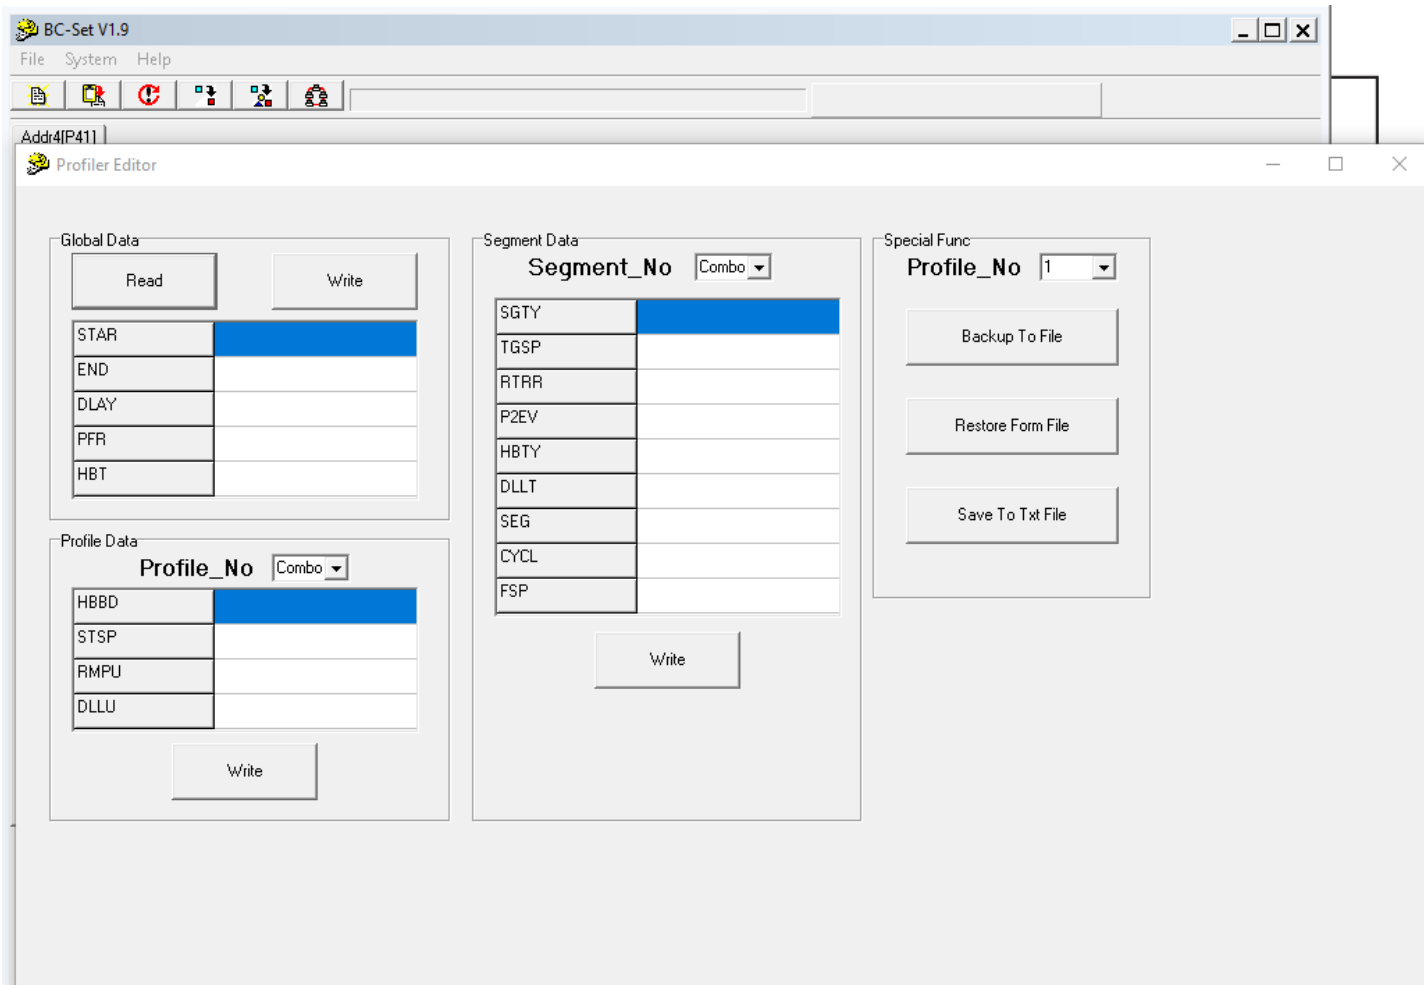 BC-Set V1.9
File System Help
Addr4[P41]
Profiler Editor
Global Data
Read Write
STAR
END
DLAY
PFR
HBT
Profile Data
Profile_No Combo
HBBD
STSP
RMPU
DLLU
Write
Segment Data
Segment_No Combo
SGTY
TGSP
RTRR
P2EV
HBTY
DLLT
SEG
CYCL
FSP
Write
Special Func
Profile_No 1
Backup To File
Restore Form File
Save To Txt File